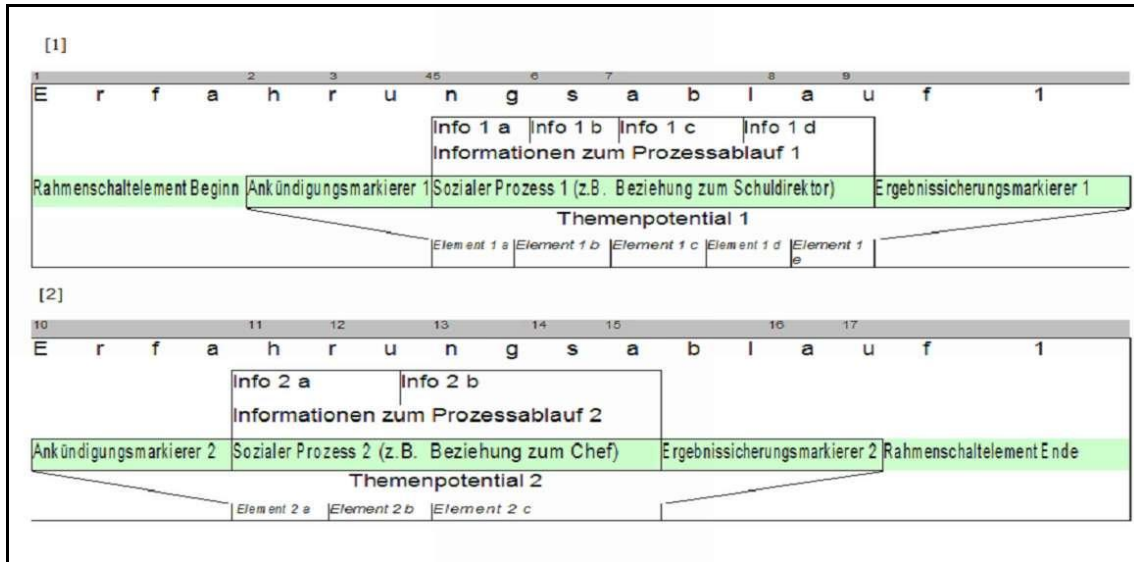 [1]
1 2 3 45 6 7 8 9
E r f a h r u n g s a b l a u f 1
Info 1 a Info 1 b Info 1 c Info 1 d
Informationen zum Prozessablauf 1
Rahmenschaltelement Beginn Ankündigungsmarkierer 1 Sozialer Prozess 1 (z.B. Beziehung zum Schuldirektor) Ergebnissicherungsmarkierer 1
Themenpotential 1
Element 1 a Element 1 b Element 1 c Element 1 d Element 1
e
[2]
10 11 12 13 14 15 16 17
E r f a h r u n g s a b l a u f 1
Info 2 a Info 2 b
Informationen zum Prozessablauf 2
Ankündigungsmarkierer 2 Sozialer Prozess 2 (z.B. Beziehung zum Chef) Ergebnissicherungsmarkierer 2 Rahmenschaltelement Ende
Themenpotential 2
Element 2 a Element 2 b Element 2 c